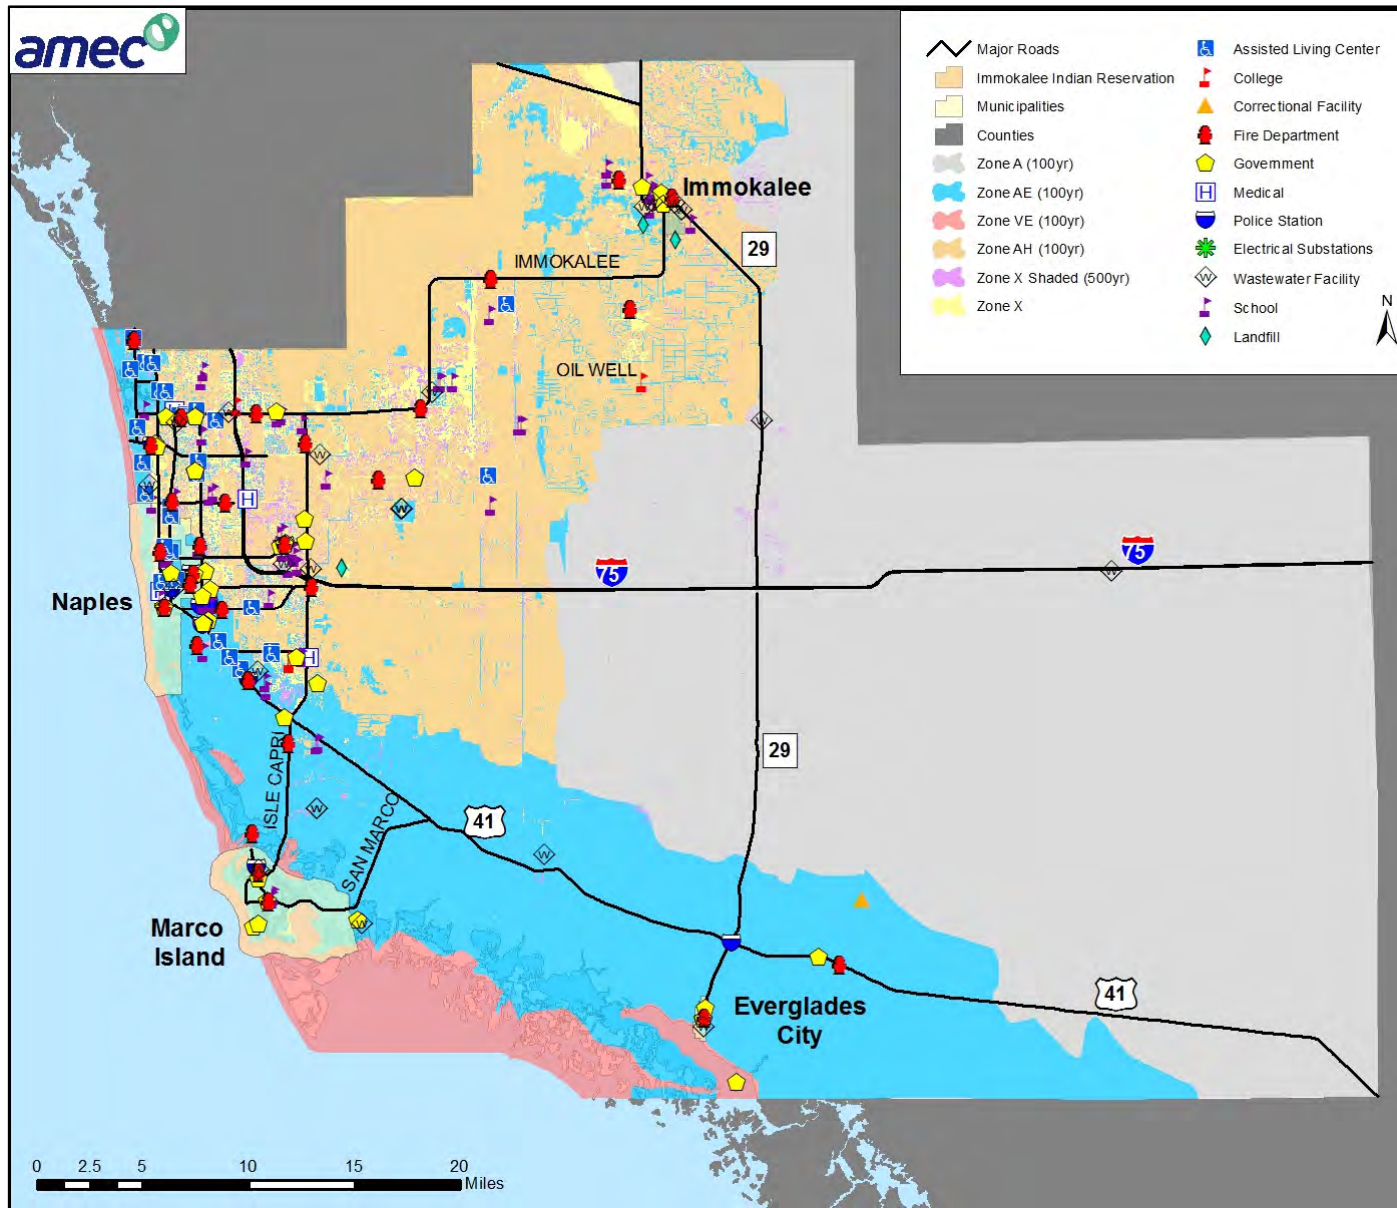 amec
Major Roads
Immokalee Indian Reservation
Municipalities
Counties
Zone A (100yr)
Zone AE (100yr)
Zone VE (100yr)
Zone AH (100yr)
Zone X Shaded (500yr)
Zone X
Assisted Living Center
College
Correctional Facility
Fire Department
Government
H Medical
Police Station
Electrical Substations
W Wastewater Facility
School
Landfill
N
Immokalee
29
IMMOKALEE
OIL WELL
75
75
Naples
29
ISLE CAPRI
SAN MARCO
41
Marco
Island
41
Everglades
City
0 2.5 5 10 15 20
Miles